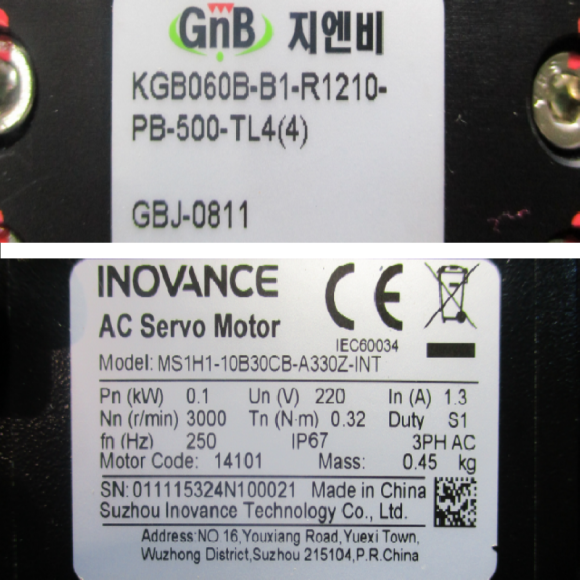 GnB 지엔비
KGB060B-B1-R1210-
PB-500-TL4(4)
GBJ-0811
INOVANCE
AC Servo Motor
CE
IEC60034
Model: MS1H1-10B30CB-A330Z-INT
Pn (kW) 0.1 Un (V) 220 In (A) 1.3
Nn (r/min) 3000 Tn (N·m) 0.32 Duty S1
fn (Hz) 250 IP67 3PH AC
Motor Code: 14101 Mass: 0.45 kg
SN: 011115324N100021 Made in China
Suzhou Inovance Technology Co., Ltd.
Address:NO.16,Youxiang Road,Yuexi Town,
Wuzhong District,Suzhou 215104,P.R.China